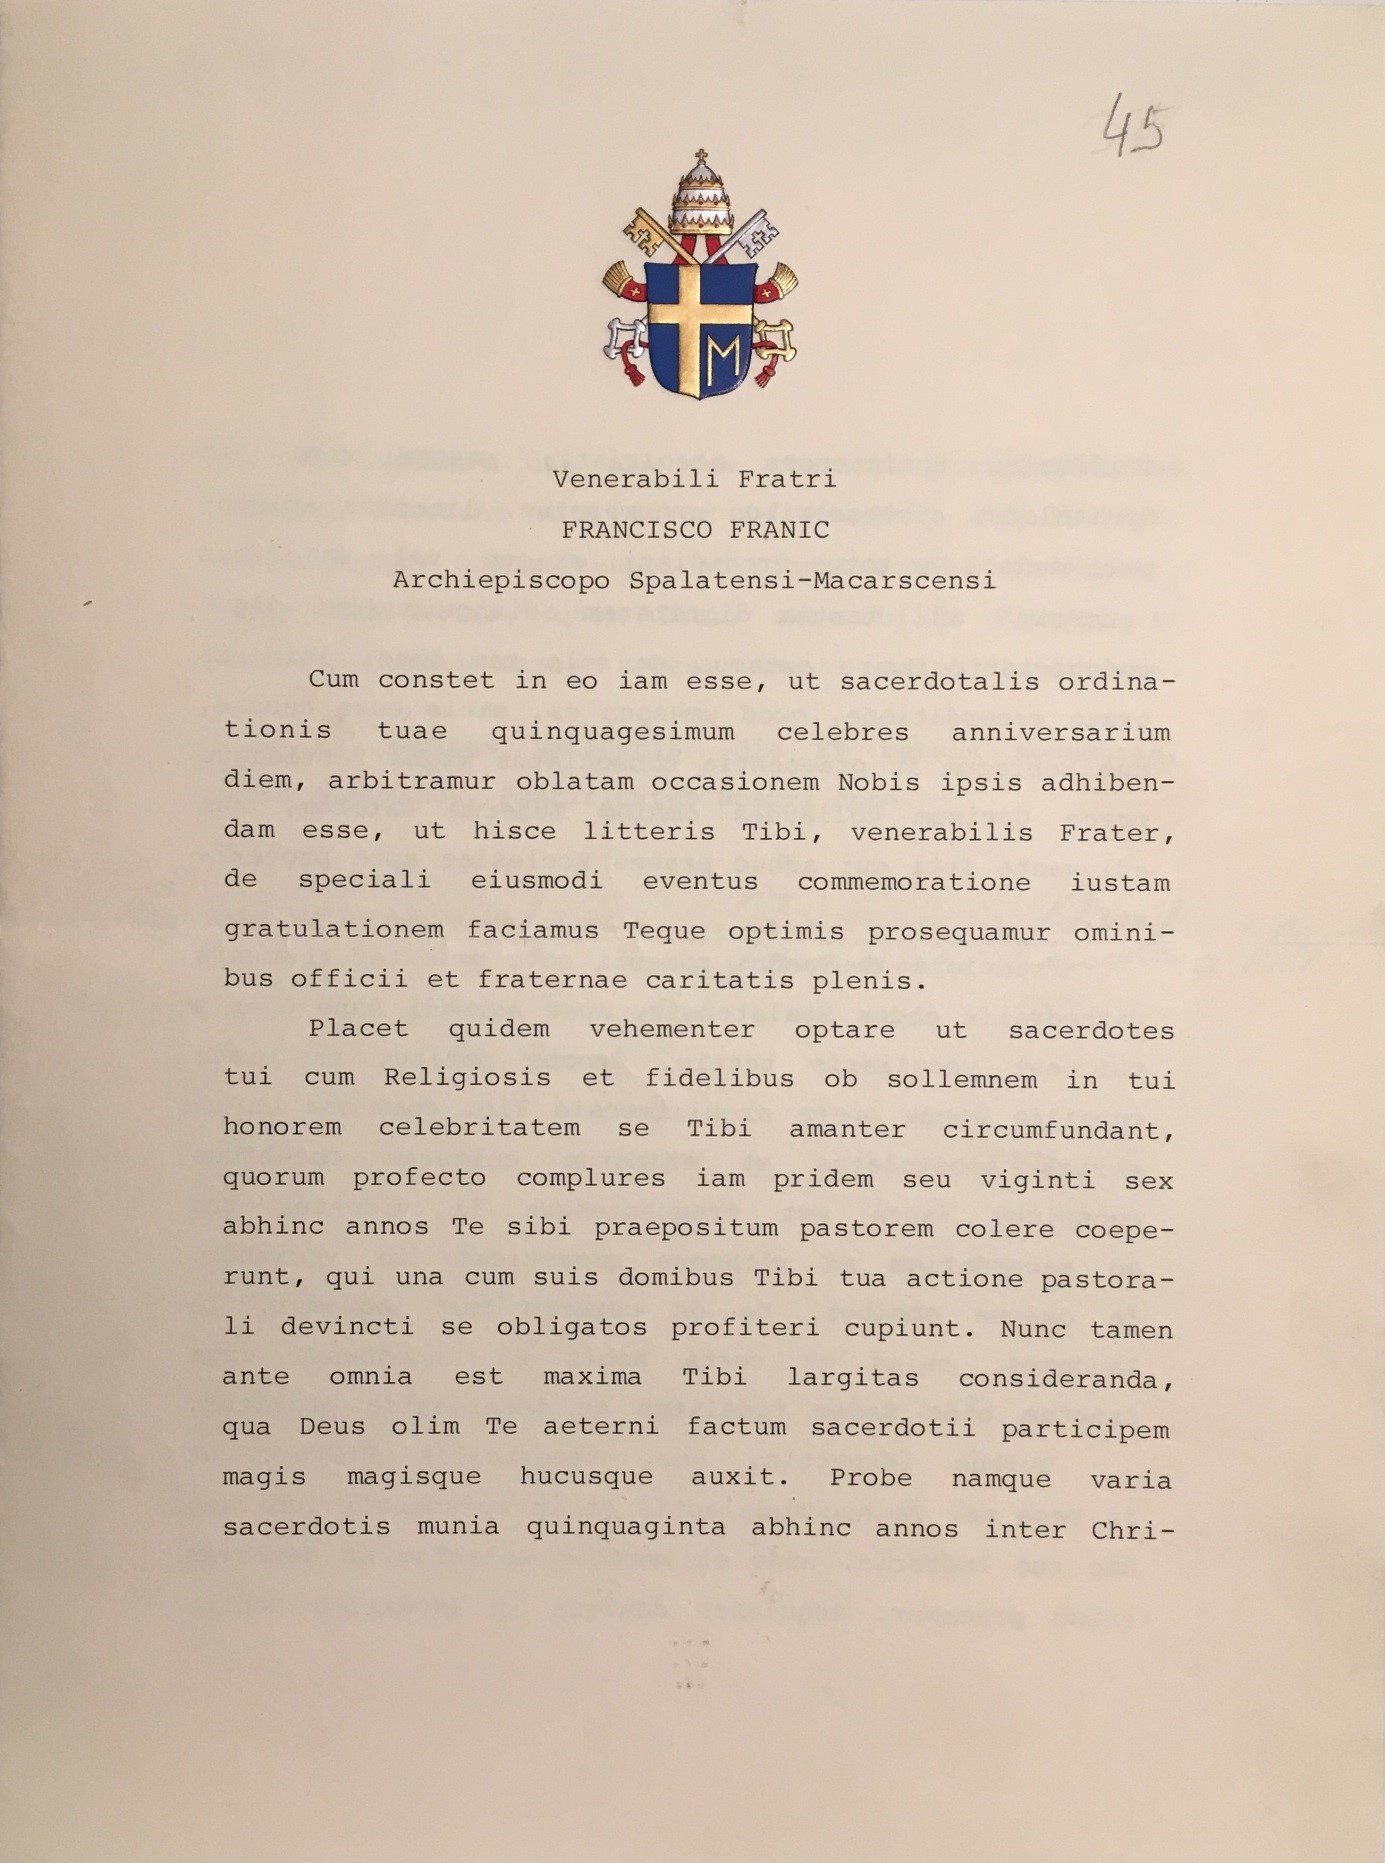 45
M
Venerabili Fratri
FRANCISCO FRANIC
Archiepiscopo Spalatensi-Macarscensi
Cum constet in eo iam esse, ut sacerdotalis ordina-
tionis tuae quinquagesimum celebres anniversarium
diem, arbitramur oblatam occasionem Nobis ipsis adhiben-
dam esse, ut hisce litteris Tibi, venerabilis Frater,
de speciali eiusmodi eventus commemoratione iustam
gratulationem faciamus Teque optimis prosequamur omini-
bus officii et fraternae caritatis plenis.
Placet quidem vehementer optare ut sacerdotes
tui cum Religiosis et fidelibus ob sollemnem in tui
honorem celebritatem se Tibi amanter circumfundant,
quorum profecto complures iam pridem seu viginti sex
abhinc annos Te sibi praepositum pastorem colere coepe-
runt, qui una cum suis domibus Tibi tua actione pastora-
li devincti se obligatos profiteri cupiunt. Nunc tamen
ante omnia est maxima Tibi largitas consideranda,
qua Deus olim Te aeterni factum sacerdotii participem
magis magisque hucusque auxit. Probe namque varia
sacerdotis munia quinquaginta abhinc annos inter Chri-